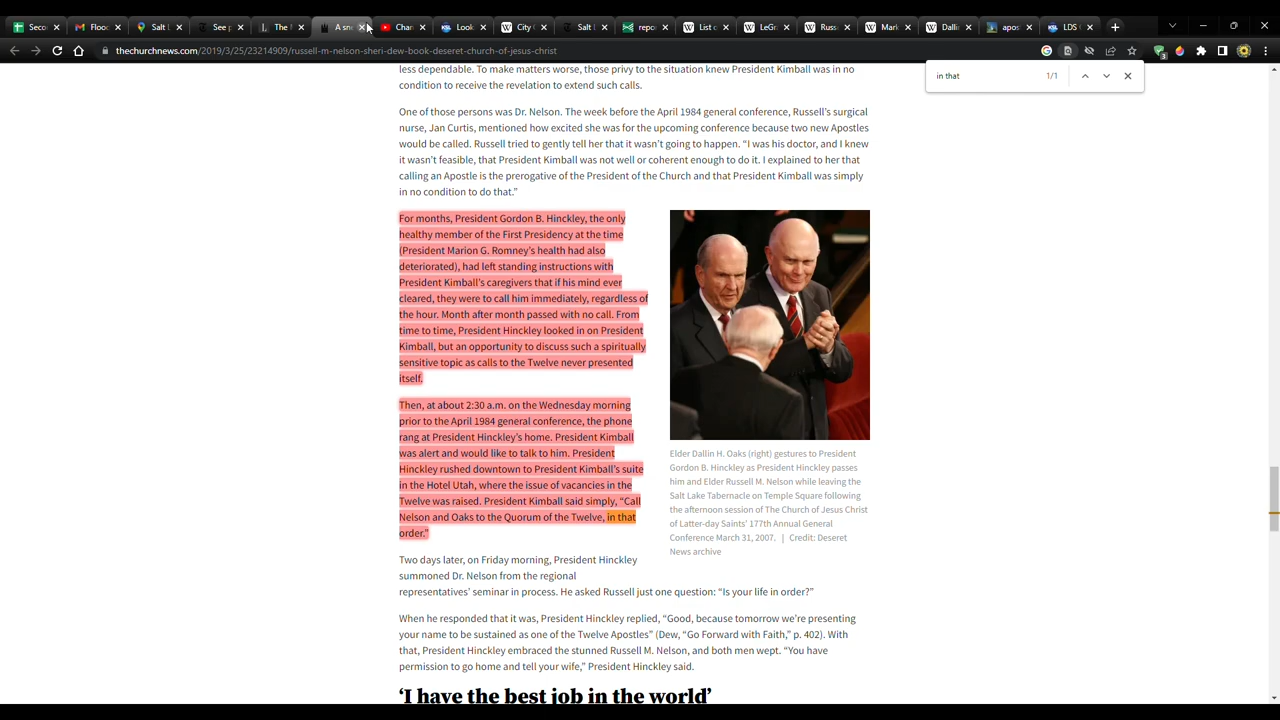 Secou
Flood
Salt L
See p
The I
A sne
Chan
Look
City C
Salt L
repor
List o
LeGra
Russe
Mark
Dallin
apos
LDS C
thechurchnews.com/2019/3/25/23214909/russell-m-nelson-sheri-dew-book-deseret-church-of-jesus-christ
in that 1/1
less dependable. To make matters worse, those privy to the situation knew President Kimball was in no
condition to receive the revelation to extend such calls.
One of those persons was Dr. Nelson. The week before the April 1984 general conference, Russell’s surgical
nurse, Jan Curtis, mentioned how excited she was for the upcoming conference because two new Apostles
would be called. Russell tried to gently tell her that it wasn’t going to happen. “I was his doctor, and I knew
it wasn’t feasible, that President Kimball was not well or coherent enough to do it. I explained to her that
calling an Apostle is the prerogative of the President of the Church and that President Kimball was simply
in no condition to do that.”
For months, President Gordon B. Hinckley, the only
healthy member of the First Presidency at the time
(President Marion G. Romney’s health had also
deteriorated), had left standing instructions with
President Kimball’s caregivers that if his mind ever
cleared, they were to call him immediately, regardless of
the hour. Month after month passed with no call. From
time to time, President Hinckley looked in on President
Kimball, but an opportunity to discuss such a spiritually
sensitive topic as calls to the Twelve never presented
itself.
Then, at about 2:30 a.m. on the Wednesday morning
prior to the April 1984 general conference, the phone
rang at President Hinckley’s home. President Kimball
was alert and would like to talk to him. President
Hinckley rushed downtown to President Kimball’s suite
in the Hotel Utah, where the issue of vacancies in the
Twelve was raised. President Kimball said simply, “Call
Nelson and Oaks to the Quorum of the Twelve, in that
order.”
Elder Dallin H. Oaks (right) gestures to President
Gordon B. Hinckley as President Hinckley passes
him and Elder Russell M. Nelson while leaving the
Salt Lake Tabernacle on Temple Square following
the afternoon session of The Church of Jesus Christ
of Latter-day Saints’ 177th Annual General
Conference March 31, 2007. | Credit: Deseret
News archive
Two days later, on Friday morning, President Hinckley
summoned Dr. Nelson from the regional
representatives’ seminar in process. He asked Russell just one question: “Is your life in order?”
When he responded that it was, President Hinckley replied, “Good, because tomorrow we’re presenting
your name to be sustained as one of the Twelve Apostles” (Dew, “Go Forward with Faith,” p. 402). With
that, President Hinckley embraced the stunned Russell M. Nelson, and both men wept. “You have
permission to go home and tell your wife,” President Hinckley said.
‘I have the best job in the world’